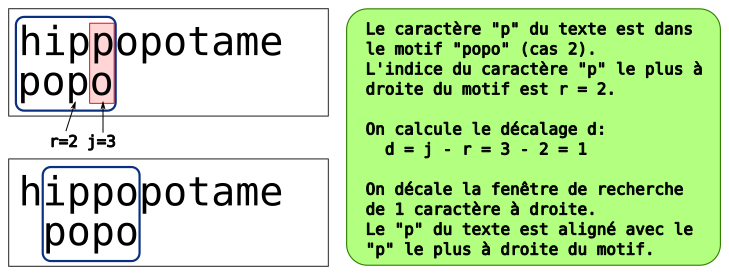 hippopotame
popo
r=2 j=3
hippopotame
popo
Le caractère "p" du texte est dans
le motif "popo" (cas 2).
L'indice du caractère "p" le plus à
droite du motif est r = 2.
On calcule le décalage d:
d = j - r = 3 - 2 = 1
On décale la fenêtre de recherche
de 1 caractère à droite.
Le "p" du texte est aligné avec le
"p" le plus à droite du motif.